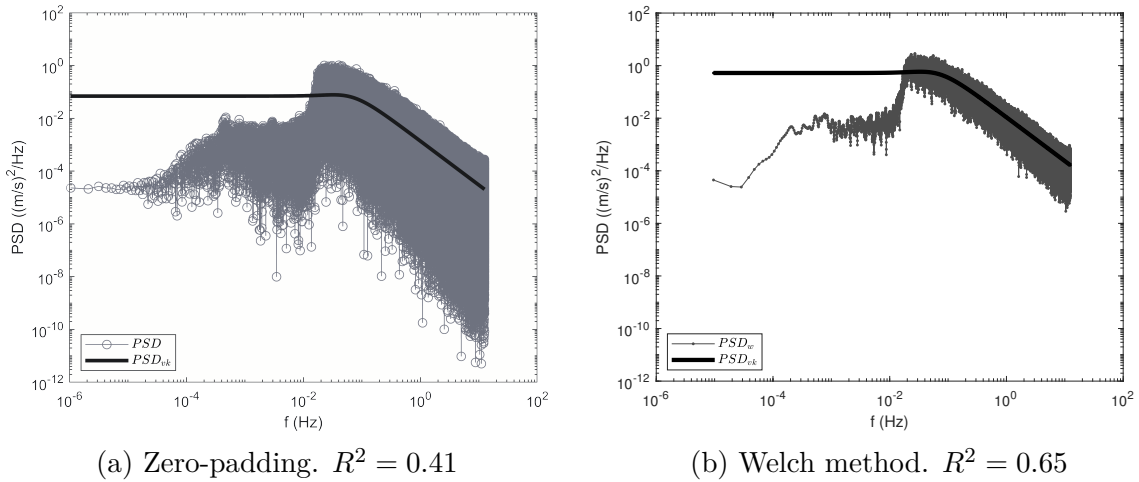 10^2
10^0
10^-2
10^-4
10^-6
10^-8
10^-10
10^-12
PSD ((m/s)^2/Hz)
PSD
PSD_vk
10^-6 10^-4 10^-2 10^0 10^2
f (Hz)
(a) Zero-padding. R^2 = 0.41
10^2
10^0
10^-2
10^-4
10^-6
10^-8
10^-10
10^-12
PSD ((m/s)^2/Hz)
PSD_w
PSD_vk
10^-6 10^-4 10^-2 10^0 10^2
f (Hz)
(b) Welch method. R^2 = 0.65